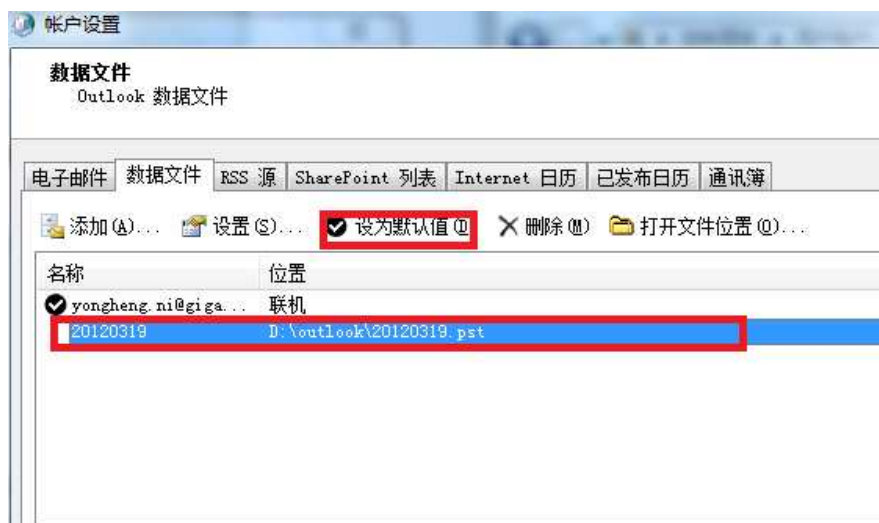 帐户设置
数据文件
Outlook 数据文件
电子邮件 数据文件 RSS 源 SharePoint 列表 Internet 日历 已发布日历 通讯簿
添加(A)... 设置(S)... 设为默认值(D 删除(M) 打开文件位置(O)...
名称 位置
yongheng.ni@giga... 联机
20120319 D:\outlook\20120319.pst